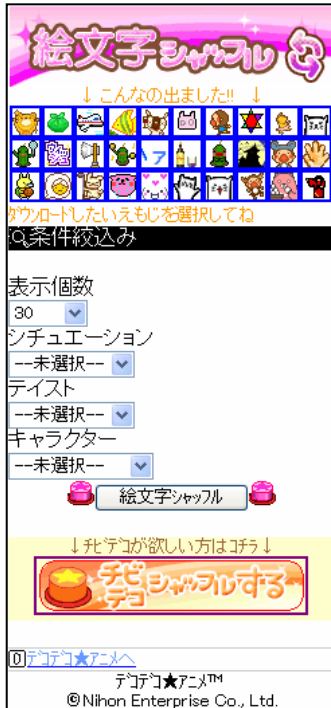 絵文字シャッフル
↓ こんなの出ました!! ↓
ダウンロードしたいえもじを選択してね
条件絞込み
表示個数
30
シチュエーション
--未選択--
テイスト
--未選択--
キャラクター
--未選択--
絵文字シャッフル
↓チビデコが欲しい方はコチラ↓
チビデコシャッフルする
0デコデコ★アニメへ
デコデコ★アニメ™
©Nihon Enterprise Co., Ltd.